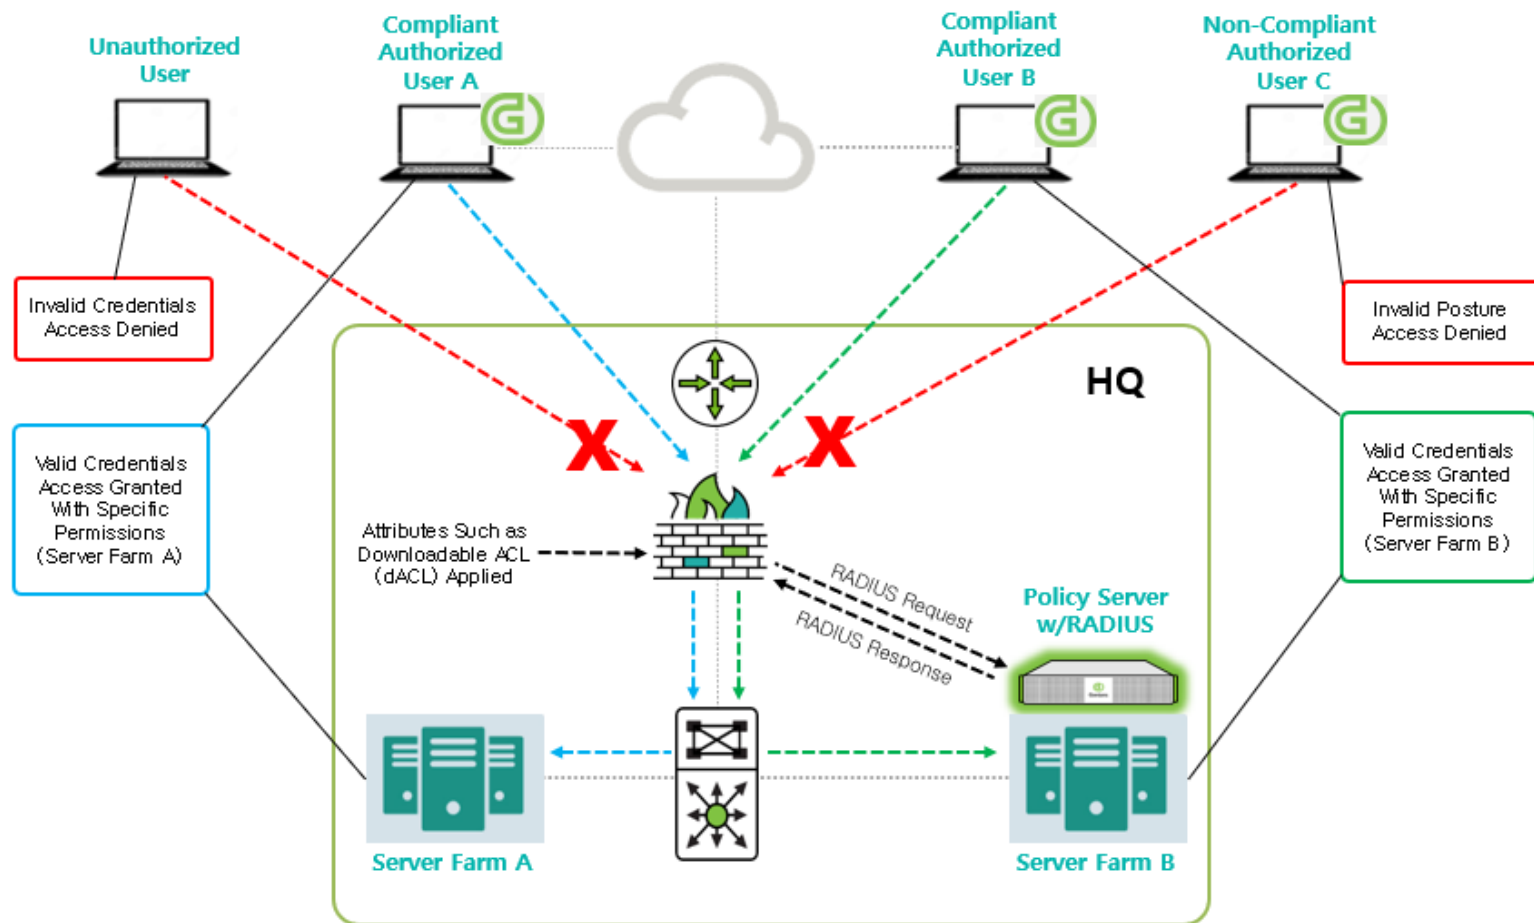 Unauthorized
User
Compliant
Authorized
User A
Compliant
Authorized
User B
Non-Compliant
Authorized
User C
Invalid Credentials
Access Denied
Invalid Posture
Access Denied
HQ
Valid Credentials
Access Granted
With Specific
Permissions
(Server Farm A)
Valid Credentials
Access Granted
With Specific
Permissions
(Server Farm B)
Attributes Such as
Downloadable ACL
(dACL) Applied
RADIUS Request
RADIUS Response
Policy Server
w/RADIUS
Server Farm A
Server Farm B